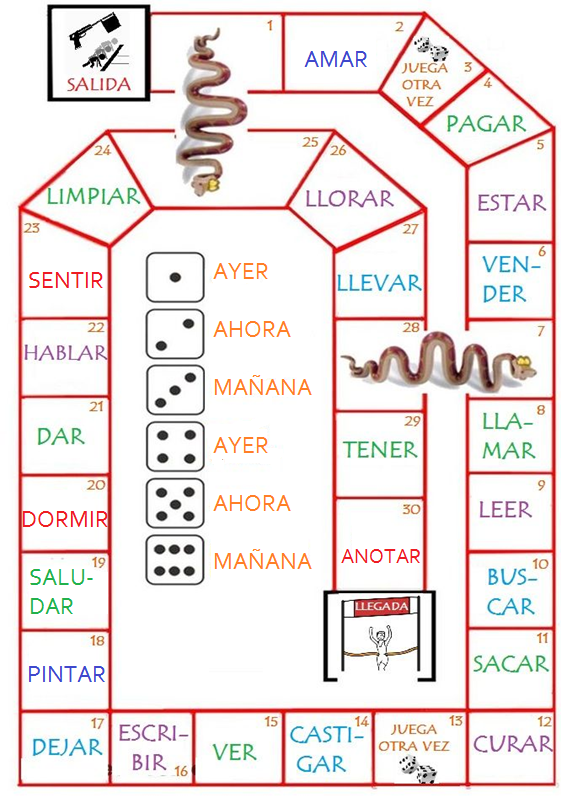 SALIDA
1
2
AMAR
3
JUEGA
OTRA
VEZ
4
PAGAR
5
ESTAR
6
VEN-
DER
7
8
LLA-
MAR
9
LEER
10
BUS-
CAR
11
SACAR
12
CURAR
13
JUEGA
OTRA VEZ
14
CASTI-
GAR
15
VER
ESCRI-
BIR
16
17
DEJAR
18
PINTAR
19
SALU-
DAR
20
DORMIR
21
DAR
22
HABLAR
23
SENTIR
24
LIMPIAR
25
26
LLORAR
27
LLEVAR
28
29
TENER
30
ANOTAR
LLEGADA
AYER
AHORA
MAÑANA
AYER
AHORA
MAÑANA